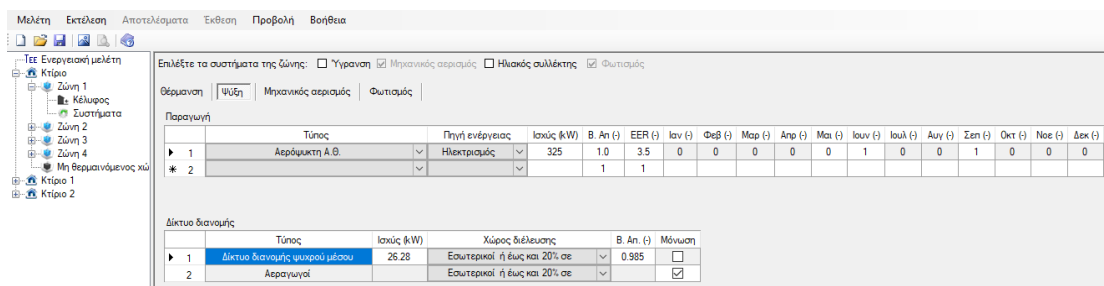 Μελέτη Εκτέλεση Αποτελέσματα Έκθεση Προβολή Βοήθεια
ΤΕΕ Ενεργειακή μελέτη
Κτίριο
Ζώνη 1
Κέλυφος
Συστήματα
Ζώνη 2
Ζώνη 3
Ζώνη 4
Μη θερμαινόμενος χώ
Κτίριο 1
Κτίριο 2
Επιλέξτε τα συστήματα της ζώνης: Ύγρανση Μηχανικός αερισμός Ηλιακός συλλέκτης Φωτισμός
Θέρμανση Ψύξη Μηχανικός αερισμός Φωτισμός
Παραγωγή
Τύπος Πηγή ενέργειας Ισχύς (kW) Β. Απ (-) EER (-) Ιαν (-) Φεβ (-) Μαρ (-) Απρ (-) Μαι (-) Ιουν (-) Ιουλ (-) Αυγ (-) Σεπ (-) Οκτ (-) Νοε (-) Δεκ (-)
1 Αερόψυκτη Α.Θ. Ηλεκτρισμός 325 1.0 3.5 0 0 0 0 0 1 0 0 1 0 0 0
2 1 1
Δίκτυο διανομής
Τύπος Ισχύς (kW) Χώρος διέλευσης Β. Απ. (-) Μόνωση
1 Δίκτυο διανομής ψυχρού μέσου 26.28 Εσωτερικοί ή έως και 20% σε 0.985
2 Αεραγωγοί Εσωτερικοί ή έως και 20% σε